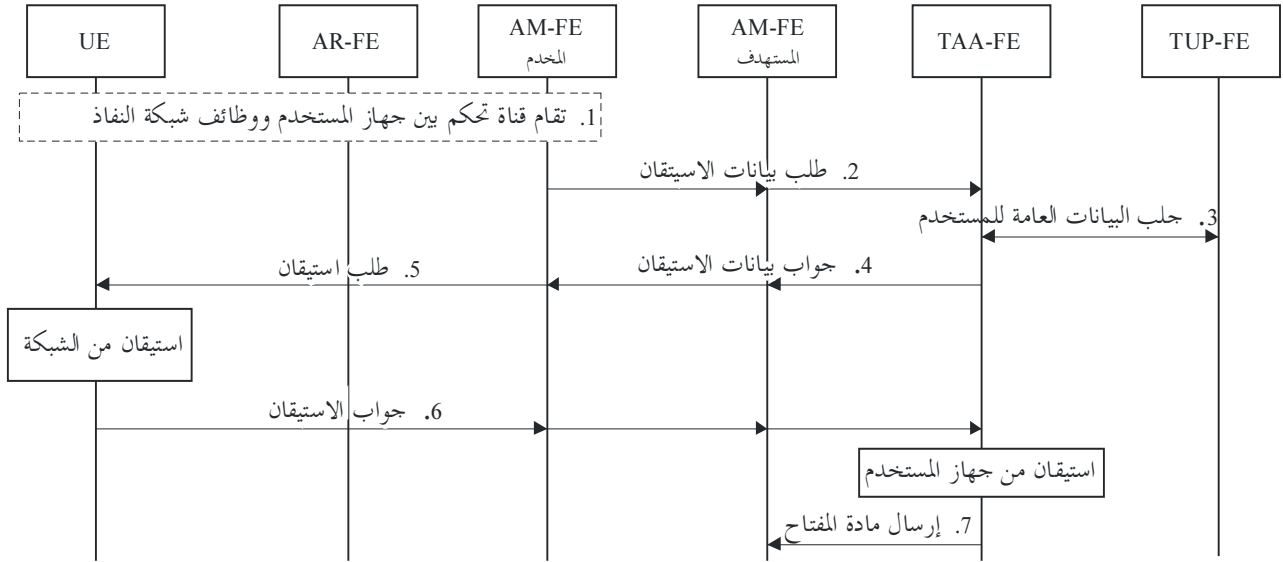 UE
AR-FE
AM-FE
المخدم
AM-FE
المستهدف
TAA-FE
TUP-FE
1. تقام قناة تحكم بين جهاز المستخدم ووظائف شبكة النفاذ
2. طلب بيانات الاسيتقان
3. جلب البيانات العامة للمستخدم
4. جواب بيانات الاستيقان
5. طلب استيقان
استيقان من الشبكة
6. جواب الاستيقان
استيقان من جهاز المستخدم
7. إرسال مادة المفتاح